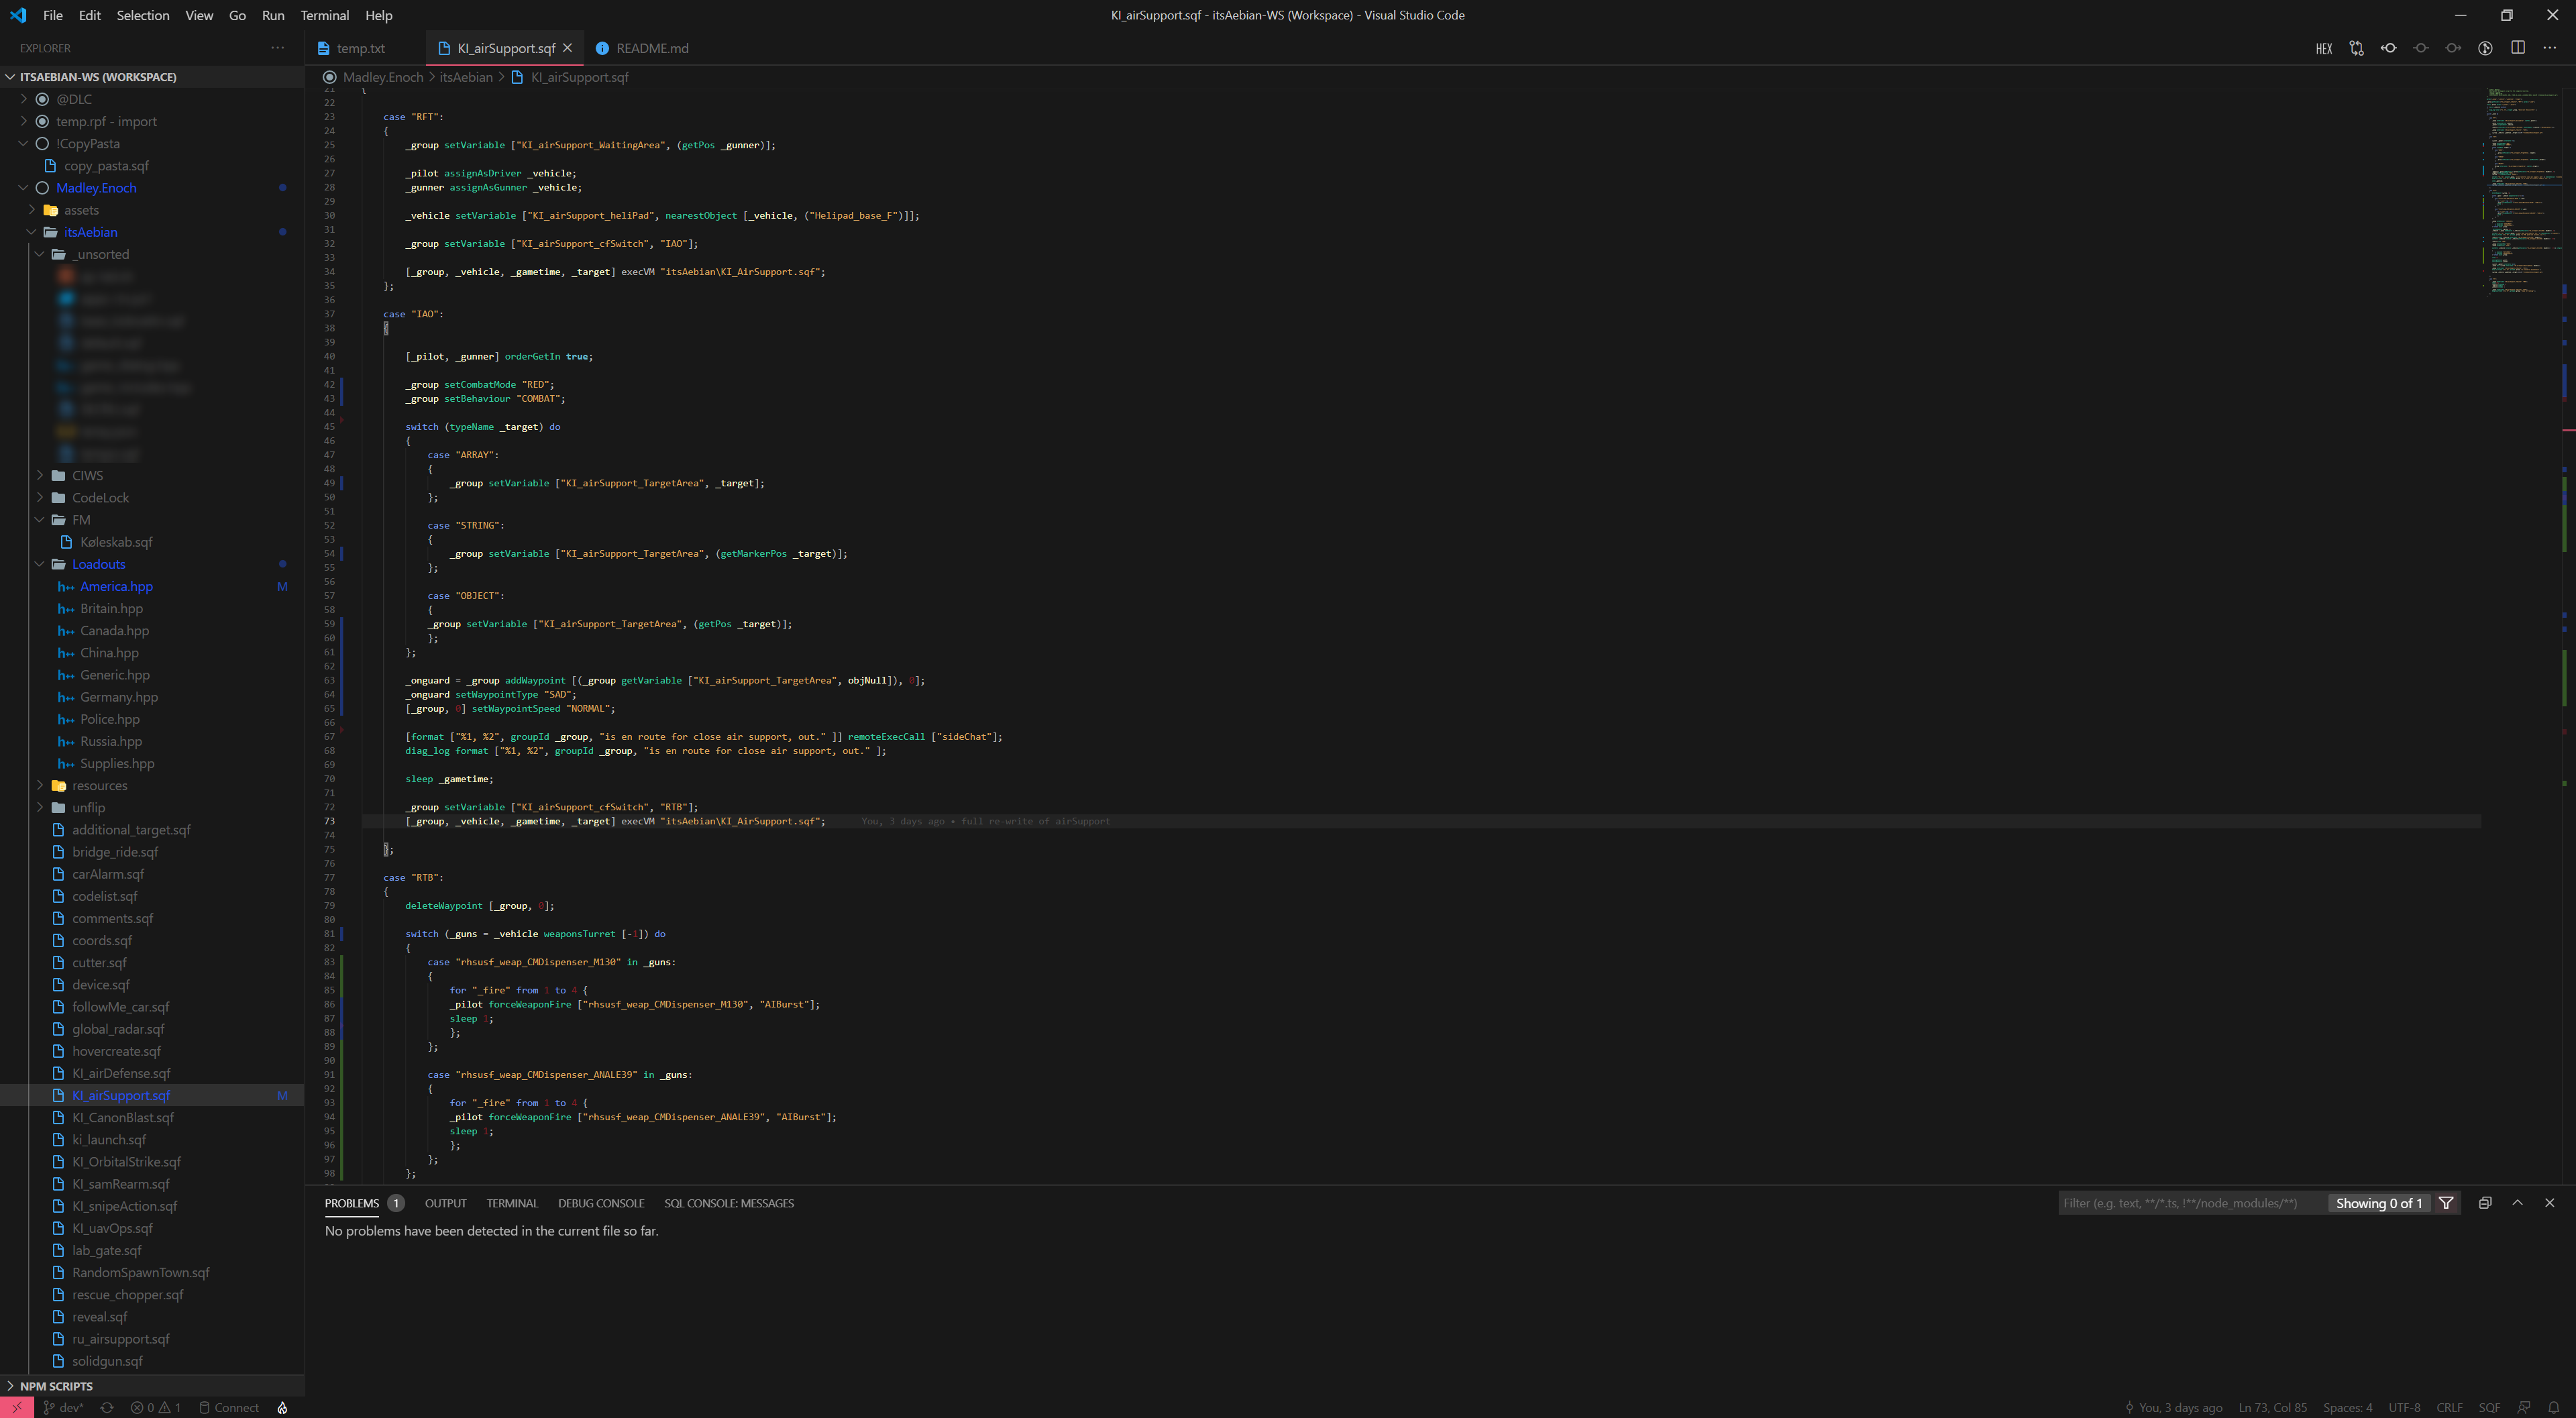 File Edit Selection View Go Run Terminal Help
KI_airSupport.sqf - itsAebian-WS (Workspace) - Visual Studio Code
EXPLORER
ITSAEBIAN-WS (WORKSPACE)
@DLC
temp.rpf - import
!CopyPasta
copy_pasta.sqf
Madley.Enoch
assets
itsAebian
_unsorted
CIWS
CodeLock
FM
Køleskab.sqf
Loadouts
America.hpp M
Britain.hpp
Canada.hpp
China.hpp
Generic.hpp
Germany.hpp
Police.hpp
Russia.hpp
Supplies.hpp
resources
unflip
additional_target.sqf
bridge_ride.sqf
carAlarm.sqf
codelist.sqf
comments.sqf
coords.sqf
cutter.sqf
device.sqf
followMe_car.sqf
global_radar.sqf
hovercreate.sqf
KI_airDefense.sqf
KI_airSupport.sqf M
KI_CanonBlast.sqf
ki_launch.sqf
KI_OrbitalStrike.sqf
KI_samRearm.sqf
KI_snipeAction.sqf
KI_uavOps.sqf
lab_gate.sqf
RandomSpawnTown.sqf
rescue_chopper.sqf
reveal.sqf
ru_airsupport.sqf
solidgun.sqf
NPM SCRIPTS
temp.txt KI_airSupport.sqf README.md
HEX
Madley.Enoch > itsAebian > KI_airSupport.sqf
21 {
22
23 case "RFT":
24 {
25 _group setVariable ["KI_airSupport_WaitingArea", (getPos _gunner)];
26
27 _pilot assignAsDriver _vehicle;
28 _gunner assignAsGunner _vehicle;
29
30 _vehicle setVariable ["KI_airSupport_heliPad", nearestObject [_vehicle, ("Helipad_base_F")]];
31
32 _group setVariable ["KI_airSupport_cfSwitch", "IAO"];
33
34 [_group, _vehicle, _gametime, _target] execVM "itsAebian\KI_AirSupport.sqf";
35 };
36
37 case "IAO":
38 {
39
40 [_pilot, _gunner] orderGetIn true;
41
42 _group setCombatMode "RED";
43 _group setBehaviour "COMBAT";
44
45 switch (typeName _target) do
46 {
47 case "ARRAY":
48 {
49 _group setVariable ["KI_airSupport_TargetArea", _target];
50 };
51
52 case "STRING":
53 {
54 _group setVariable ["KI_airSupport_TargetArea", (getMarkerPos _target)];
55 };
56
57 case "OBJECT":
58 {
59 _group setVariable ["KI_airSupport_TargetArea", (getPos _target)];
60 };
61 };
62
63 _onguard = _group addWaypoint [(_group getVariable ["KI_airSupport_TargetArea", objNull]), 0];
64 _onguard setWaypointType "SAD";
65 [_group, 0] setWaypointSpeed "NORMAL";
66
67 [format ["%1, %2", groupId _group, "is en route for close air support, out." ]] remoteExecCall ["sideChat"];
68 diag_log format ["%1, %2", groupId _group, "is en route for close air support, out." ];
69
70 sleep _gametime;
71
72 _group setVariable ["KI_airSupport_cfSwitch", "RTB"];
73 [_group, _vehicle, _gametime, _target] execVM "itsAebian\KI_AirSupport.sqf"; You, 3 days ago • full re-write of airSupport
74
75 };
76
77 case "RTB":
78 {
79 deleteWaypoint [_group, 0];
80
81 switch (_guns = _vehicle weaponsTurret [-1]) do
82 {
83 case "rhsusf_weap_CMDispenser_M130" in _guns:
84 {
85 for "_fire" from 1 to 4 {
86 _pilot forceWeaponFire ["rhsusf_weap_CMDispenser_M130", "AIBurst"];
87 sleep 1;
88 };
89 };
90
91 case "rhsusf_weap_CMDispenser_ANALE39" in _guns:
92 {
93 for "_fire" from 1 to 4 {
94 _pilot forceWeaponFire ["rhsusf_weap_CMDispenser_ANALE39", "AIBurst"];
95 sleep 1;
96 };
97 };
98 };
PROBLEMS 1 OUTPUT TERMINAL DEBUG CONSOLE SQL CONSOLE: MESSAGES
Filter (e.g. text, **/*.ts, !**/node_modules/**) Showing 0 of 1
No problems have been detected in the current file so far.
dev* 0 1 Connect
You, 3 days ago Ln 73, Col 85 Spaces: 4 UTF-8 CRLF SQF